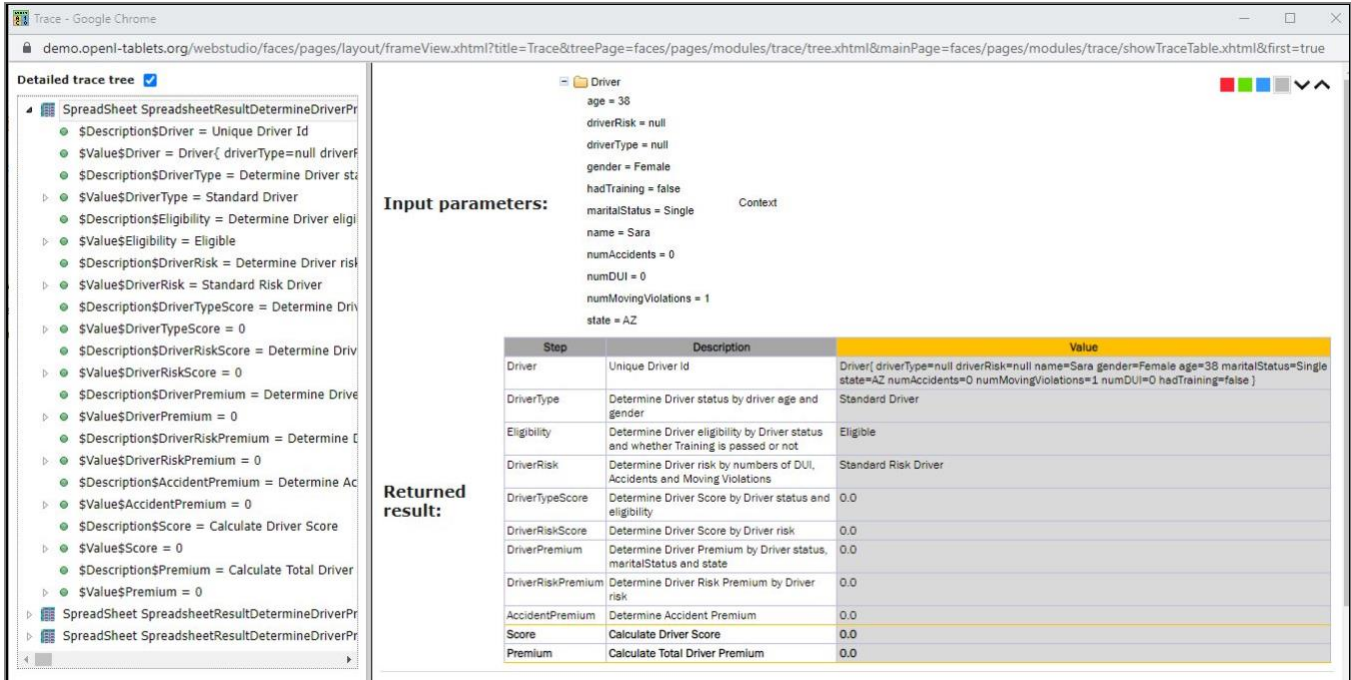 Trace - Google Chrome
demo.openl-tablets.org/webstudio/faces/pages/layout/frameView.xhtml?title=Trace&treePage=faces/pages/modules/trace/tree.xhtml&mainPage=faces/pages/modules/trace/showTraceTable.xhtml&first=true
Detailed trace tree
SpreadSheet SpreadsheetResultDetermineDriverPr
$Description$Driver = Unique Driver Id
$Value$Driver = Driver{ driverType=null driverF
$Description$DriverType = Determine Driver sta
$Value$DriverType = Standard Driver
$Description$Eligibility = Determine Driver eligi
$Value$Eligibility = Eligible
$Description$DriverRisk = Determine Driver risk
$Value$DriverRisk = Standard Risk Driver
$Description$DriverTypeScore = Determine Driv
$Value$DriverTypeScore = 0
$Description$DriverRiskScore = Determine Driv
$Value$DriverRiskScore = 0
$Description$DriverPremium = Determine Drive
$Value$DriverPremium = 0
$Description$DriverRiskPremium = Determine D
$Value$DriverRiskPremium = 0
$Description$AccidentPremium = Determine Ac
$Value$AccidentPremium = 0
$Description$Score = Calculate Driver Score
$Value$Score = 0
$Description$Premium = Calculate Total Driver
$Value$Premium = 0
SpreadSheet SpreadsheetResultDetermineDriverPr
SpreadSheet SpreadsheetResultDetermineDriverPr
Input parameters:
Driver
age = 38
driverRisk = null
driverType = null
gender = Female
hadTraining = false
maritalStatus = Single
name = Sara
numAccidents = 0
numDUI = 0
numMovingViolations = 1
state = AZ
Context
Returned
result:
Step Description Value
Driver Unique Driver Id Driver{ driverType=null driverRisk=null name=Sara gender=Female age=38 maritalStatus=Single
state=AZ numAccidents=0 numMovingViolations=1 numDUI=0 hadTraining=false }
DriverType Determine Driver status by driver age and Standard Driver
gender
Eligibility Determine Driver eligibility by Driver status Eligible
and whether Training is passed or not
DriverRisk Determine Driver risk by numbers of DUI, Standard Risk Driver
Accidents and Moving Violations
DriverTypeScore Determine Driver Score by Driver status and 0.0
eligibility
DriverRiskScore Determine Driver Score by Driver risk 0.0
DriverPremium Determine Driver Premium by Driver status, 0.0
maritalStatus and state
DriverRiskPremium Determine Driver Risk Premium by Driver 0.0
risk
AccidentPremium Determine Accident Premium 0.0
Score Calculate Driver Score 0.0
Premium Calculate Total Driver Premium 0.0